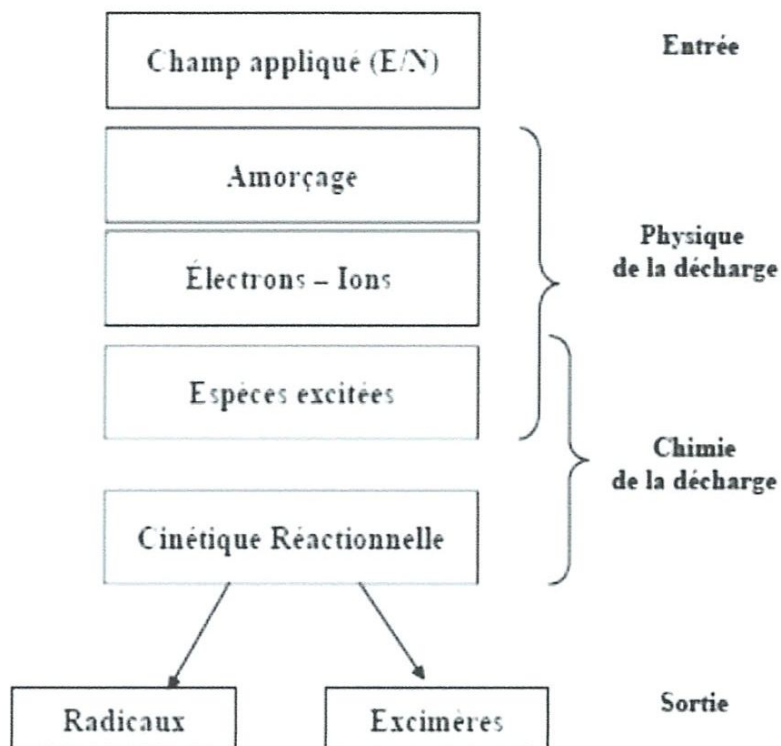 Champ appliqué (E/N)
Entrée
Amorçage
Électrons – Ions
Physique
de la décharge
Espèces excitées
Chimie
de la décharge
Cinétique Réactionnelle
Radicaux
Excimères
Sortie